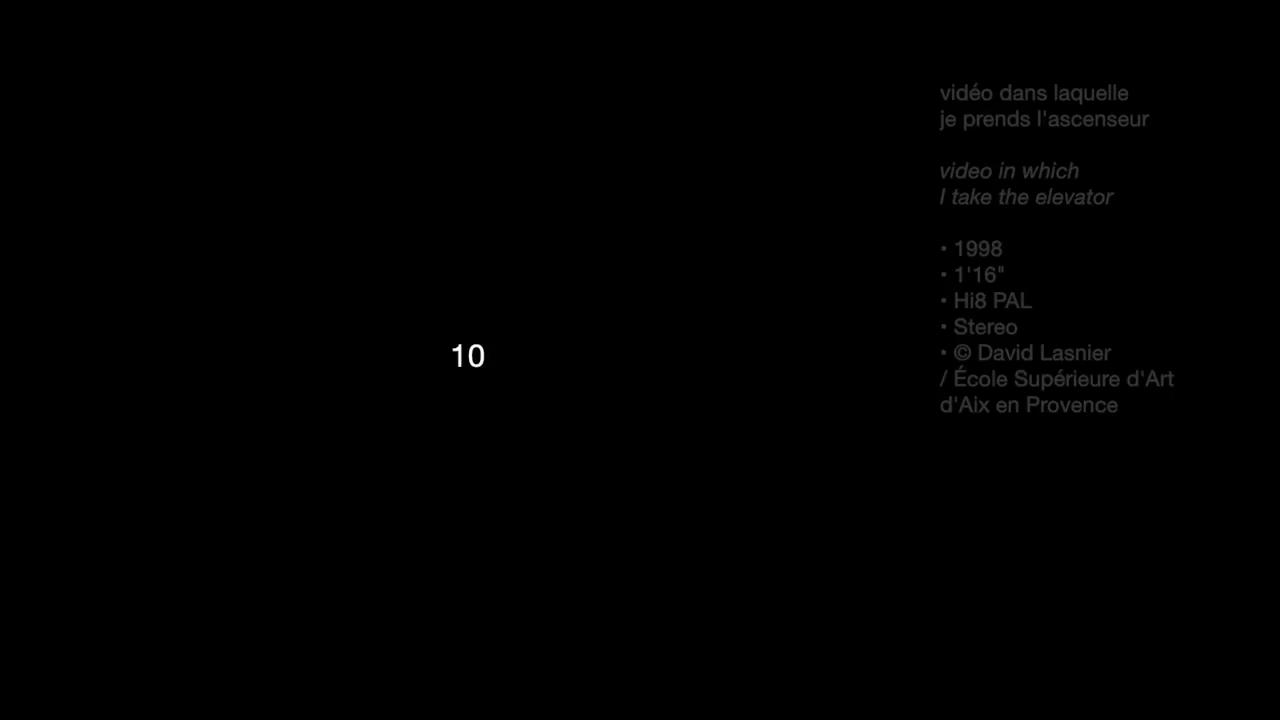 10
vidéo dans laquelle
je prends l'ascenseur
video in which
I take the elevator
• 1998
• 1'16"
• Hi8 PAL
• Stereo
• © David Lasnier
/ École Supérieure d'Art
d'Aix en Provence